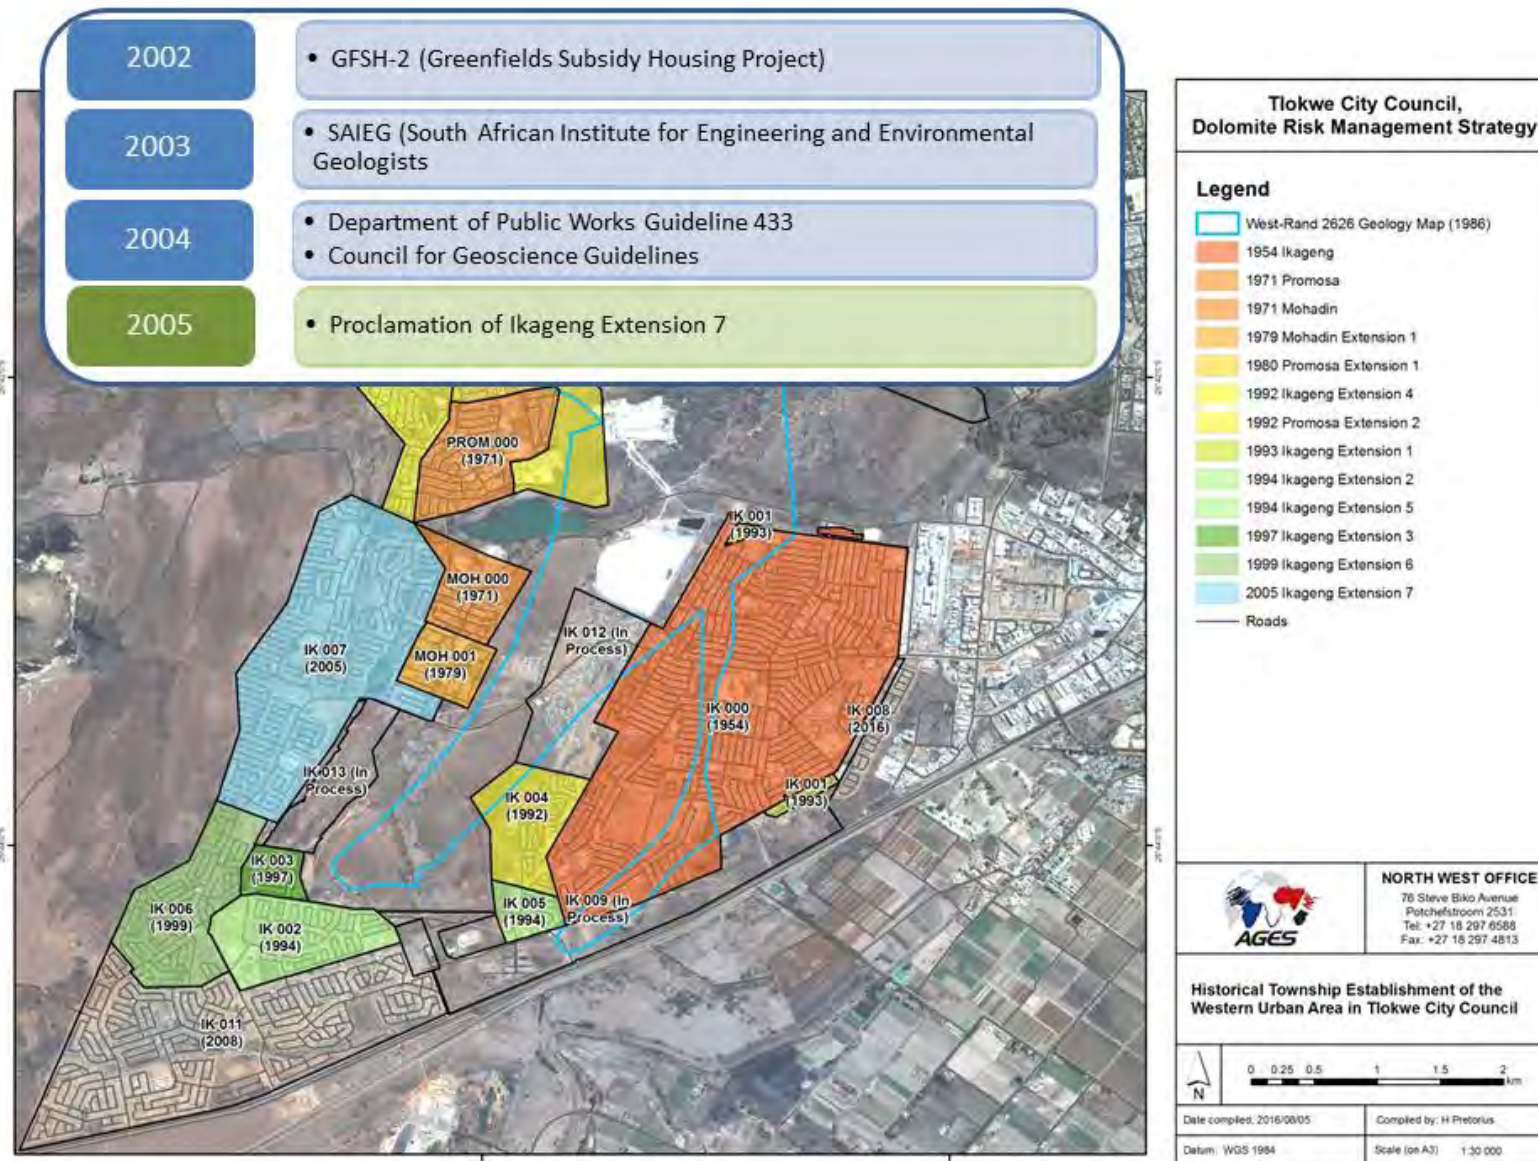 2002
• GFSH-2 (Greenfields Subsidy Housing Project)
2003
• SAIEG (South African Institute for Engineering and Environmental
Geologists
2004
• Department of Public Works Guideline 433
• Council for Geoscience Guidelines
2005
• Proclamation of Ikageng Extension 7
PROM 000
(1971)
IK 001
(1993)
MOH 000
(1971)
IK 012 (In
Process)
IK 007
(2005)
MOH 001
(1979)
IK 000
(1954)
IK 008
(2016)
IK 013 (In
Process)
IK 004
(1992)
IK 001
(1993)
IK 003
(1997)
IK 006
(1999)
IK 002
(1994)
IK 005
(1994)
IK 009 (In
Process)
IK 011
(2008)
Tlokwe City Council,
Dolomite Risk Management Strategy
Legend
West-Rand 2626 Geology Map (1986)
1954 Ikageng
1971 Promosa
1971 Mohadin
1979 Mohadin Extension 1
1980 Promosa Extension 1
1992 Ikageng Extension 4
1992 Promosa Extension 2
1993 Ikageng Extension 1
1994 Ikageng Extension 2
1994 Ikageng Extension 5
1997 Ikageng Extension 3
1999 Ikageng Extension 6
2005 Ikageng Extension 7
Roads
AGES
NORTH WEST OFFICE
76 Steve Biko Avenue
Potchefstroom 2531
Tel: +27 18 297 6588
Fax: +27 18 297 4813
Historical Township Establishment of the
Western Urban Area in Tlokwe City Council
N
0 0.25 0.5 1 1.5 2
km
Date compiled: 2016/08/05
Compiled by: H Pretorius
Datum: WGS 1984
Scale (on A3) 1:30 000